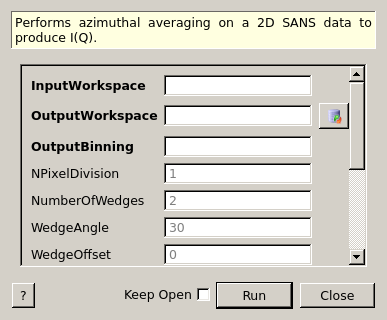 Performs azimuthal averaging on a 2D SANS data to
produce I(Q).
InputWorkspace
OutputWorkspace
OutputBinning
NPixelDivision 1
NumberOfWedges 2
WedgeAngle 30
WedgeOffset 0
? Keep Open Run Close